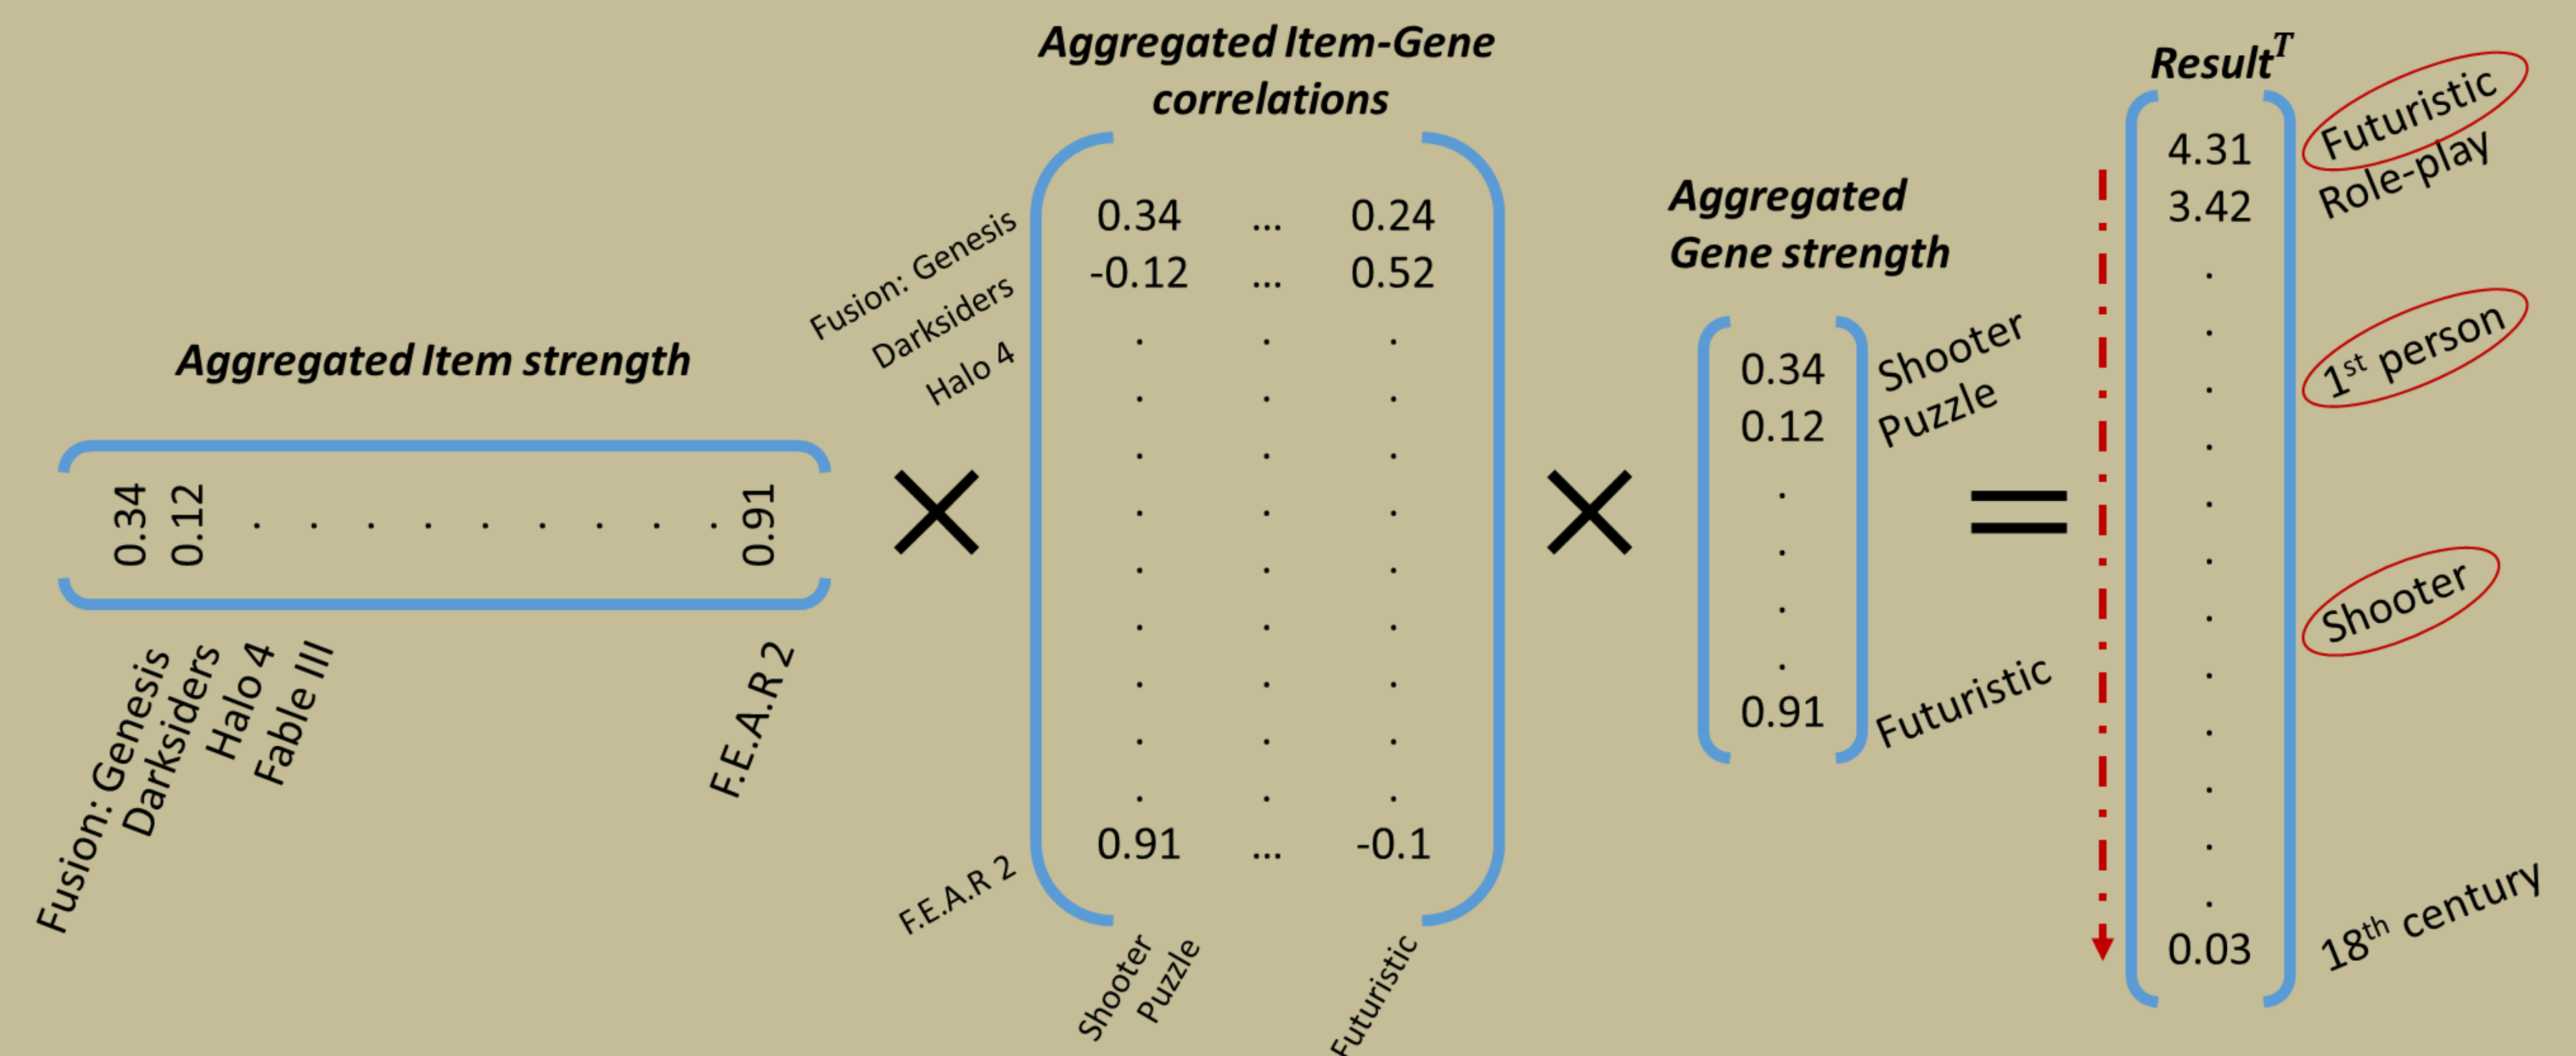 Aggregated Item strength
0.34 0.12 . . . . . . . . . 0.91
Fusion: Genesis
Darksiders
Halo 4
Fable III
F.E.A.R 2
×
Aggregated Item-Gene
correlations
Fusion: Genesis
Darksiders
Halo 4
F.E.A.R 2
0.34 ... 0.24
-0.12 ... 0.52
. . .
. . .
. . .
. . .
. . .
. . .
. . .
. . .
. . .
0.91 ... -0.1
Shooter
Puzzle
Futuristic
×
Aggregated
Gene strength
0.34 Shooter
0.12 Puzzle
.
.
.
.
0.91 Futuristic
=
Result^T
4.31 Futuristic
3.42 Role-play
.
.
. 1st person
.
.
.
. Shooter
.
.
.
.
.
0.03 18th century